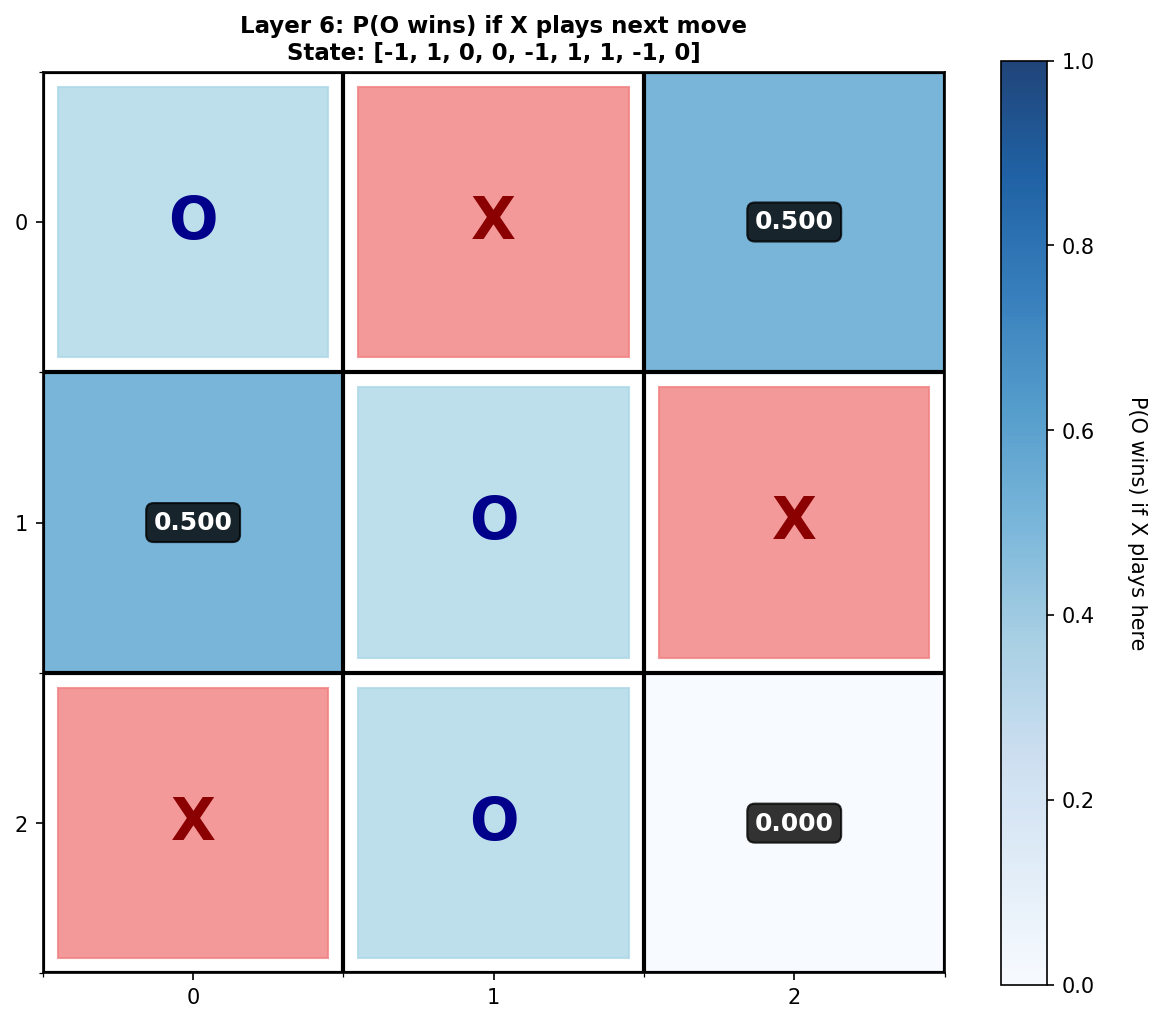 Layer 6: P(O wins) if X plays next move
State: [-1, 1, 0, 0, -1, 1, 1, -1, 0]
O X 0.500
0.500 O X
X O 0.000
0
1
2
0 1 2
1.0
0.8
0.6
0.4
0.2
0.0
P(O wins) if X plays here